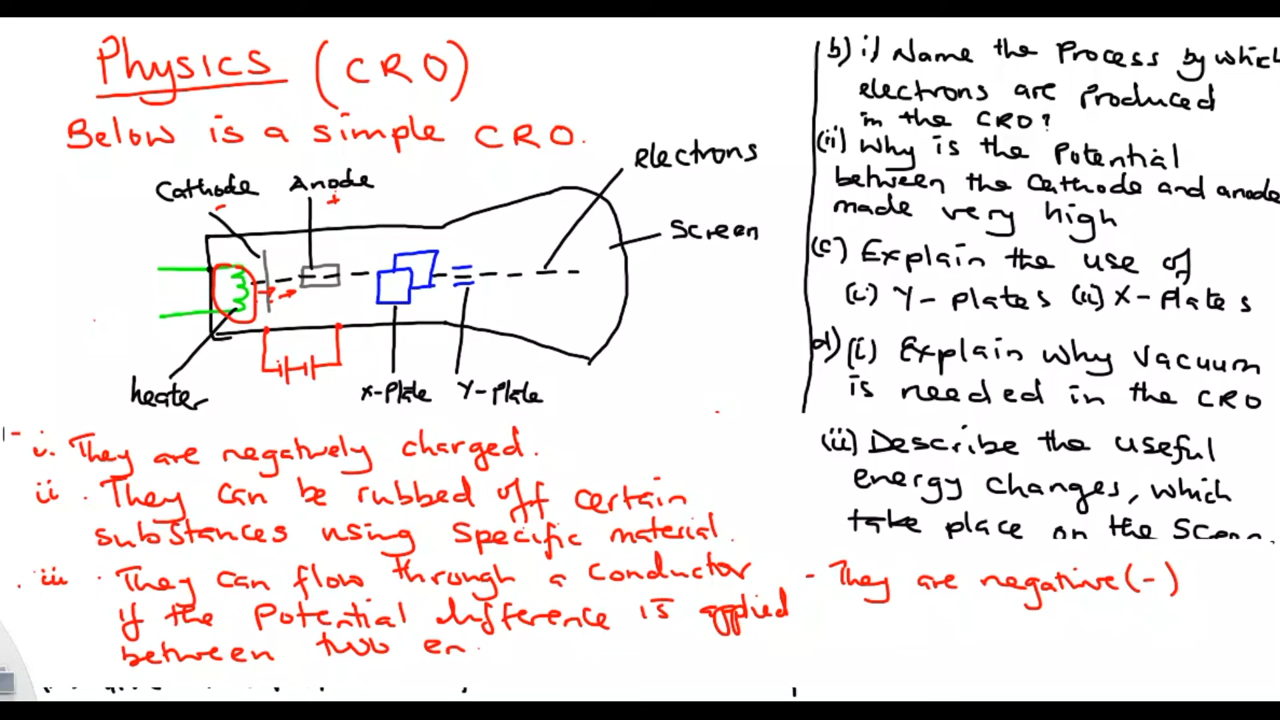 Physics (CRO)
Below is a simple CRO.
electrons
Cathode
Anode
-
+
Screen
heater
X-Plate
Y-Plate
b) i) Name the Process by which
electrons are Produced
in the CRO?
(ii) Why is the Potential
between the Cathode and anode
made very high
(c) Explain the use of
(i) Y-plates (ii) X-plates
d) (i) Explain why Vacuum
is needed in the CRO
(ii) Describe the useful
energy changes, which
take place on the Screen.
i. They are negatively charged.
ii. They can be rubbed off certain
substances using Specific material.
iii. They can flow through a Conductor
if the Potential difference is applied
between two en
- They are negative (-)